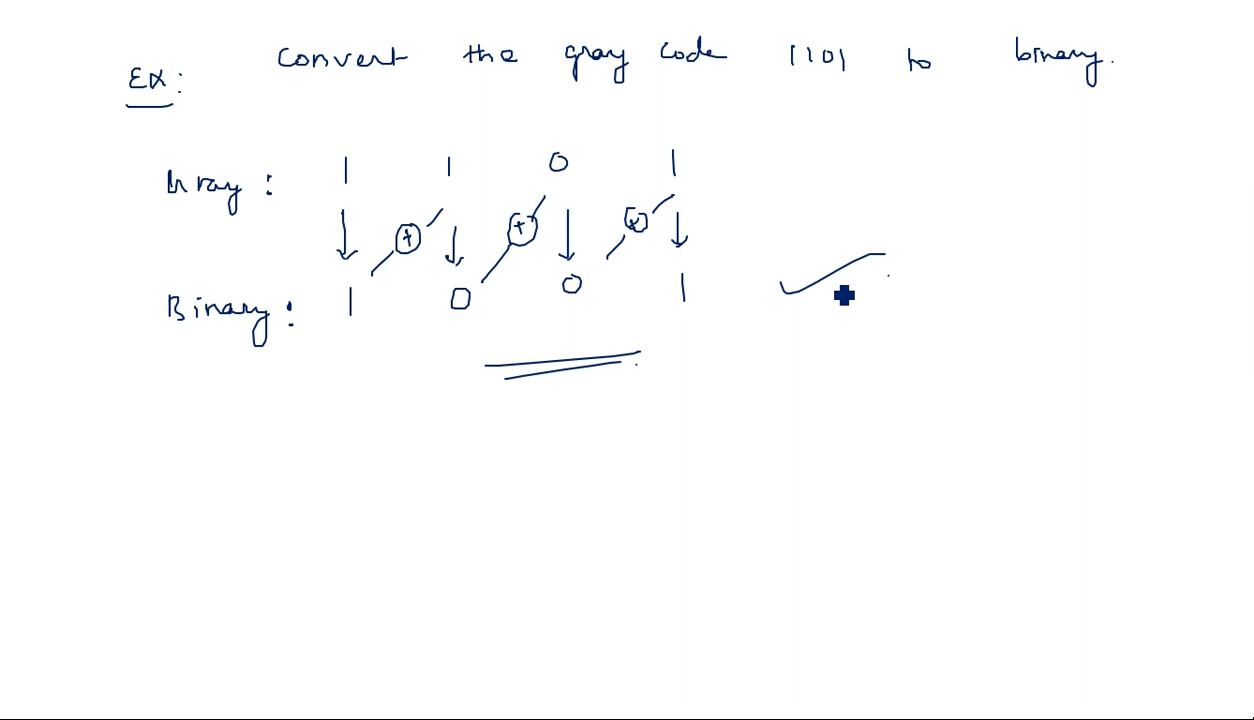 Ex: Convert the gray code 1101 to binary.
Gray: 1 1 0 1
+ + +
Binary: 1 0 0 1